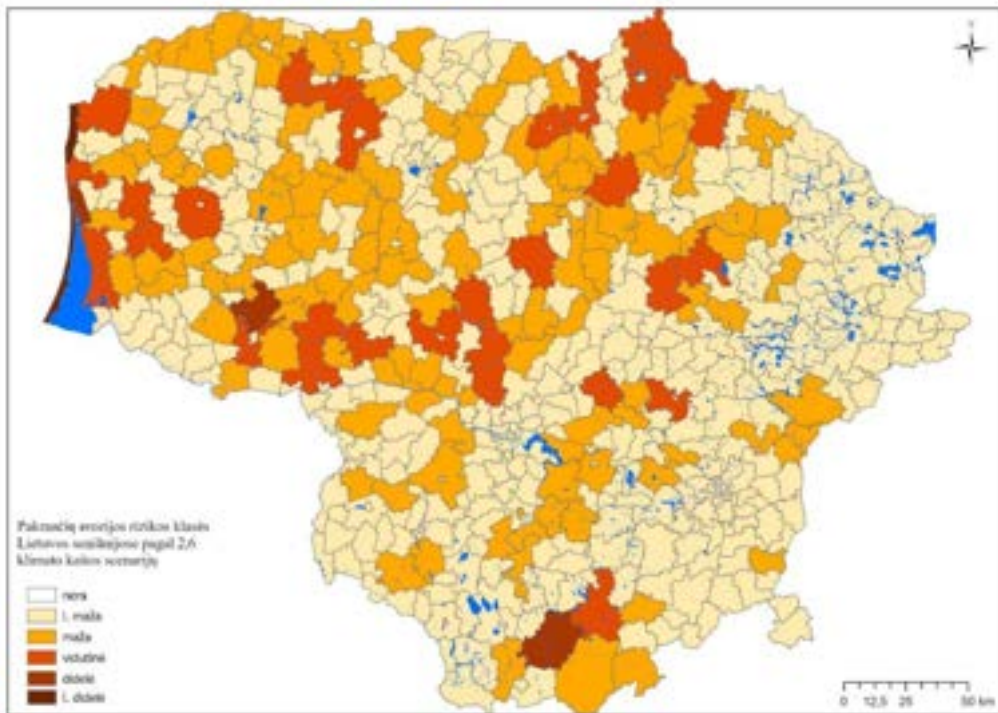 Pakrančių erozijos rizikos klasės
Lietuvos seniūnijose pagal 2,6
klimato kaitos scenarijų
nėra
l. maža
maža
vidutinė
didelė
l. didelė
0 12,5 25 50 km